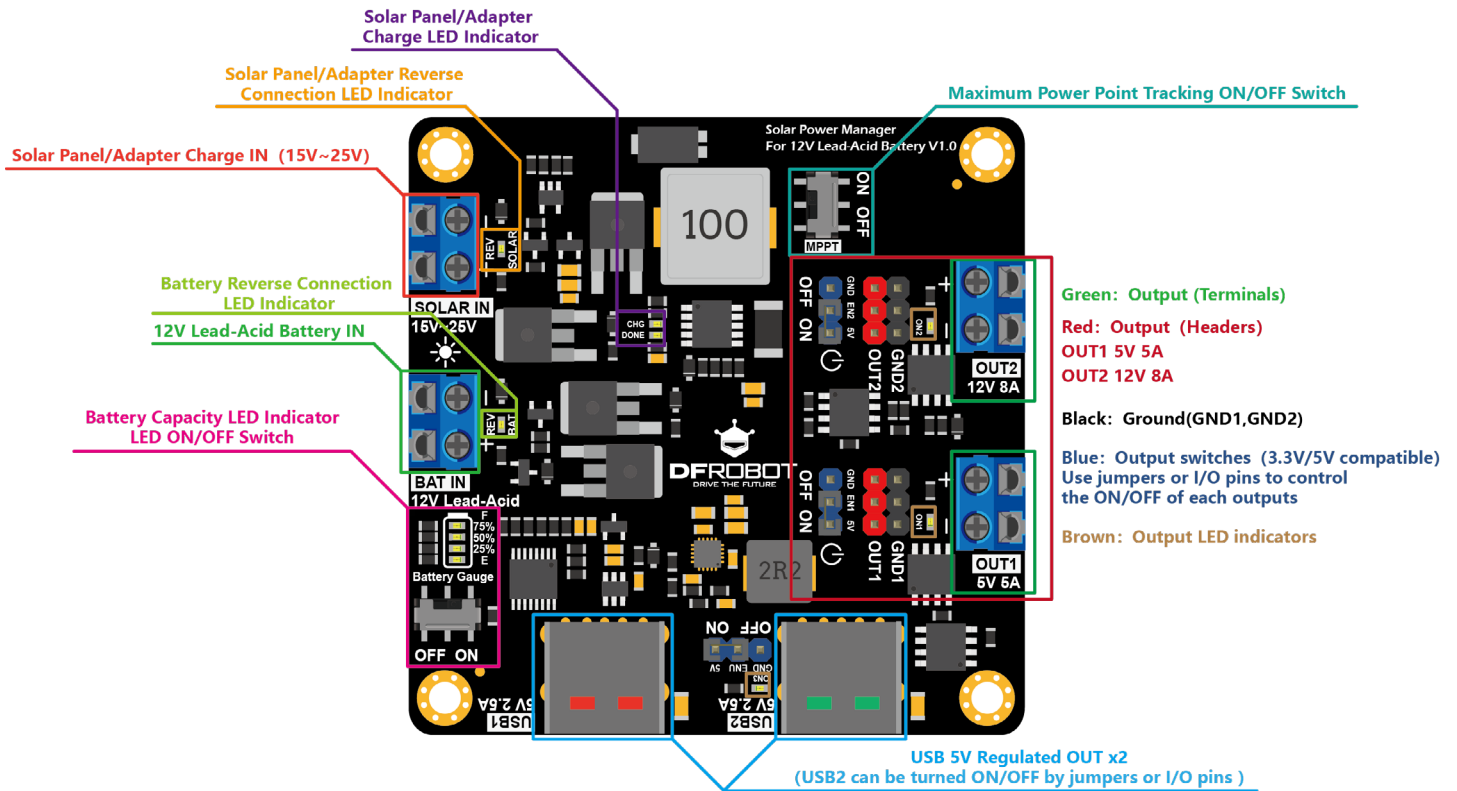 Solar Panel/Adapter
Charge LED Indicator
Solar Panel/Adapter Reverse
Connection LED Indicator
Maximum Power Point Tracking ON/OFF Switch
Solar Panel/Adapter Charge IN (15V~25V)
Battery Reverse Connection
LED Indicator
12V Lead-Acid Battery IN
Battery Capacity LED Indicator
LED ON/OFF Switch
Solar Power Manager
For 12V Lead-Acid Battery V1.0
100
ON OFF
MPPT
REV
SOLAR
SOLAR IN
15V~25V
CHG
DONE
REV
BAT
BAT IN
12V Lead-Acid
F
75%
50%
25%
E
Battery Gauge
OFF ON
DFROBOT
DRIVE THE FUTURE
OFF ON
GND EN2 5V
OUT2
GND2
ON2
+
−
OUT2
12V 8A
OFF ON
GND EN1 5V
OUT1
GND1
ON1
+
−
OUT1
5V 5A
2R2
OFF ON
GND ENU 5V
ON3
5V 2.5A
USB1
5V 2.5A
USB2
Green: Output (Terminals)
Red: Output (Headers)
OUT1 5V 5A
OUT2 12V 8A
Black: Ground(GND1,GND2)
Blue: Output switches (3.3V/5V compatible)
Use jumpers or I/O pins to control
the ON/OFF of each outputs
Brown: Output LED indicators
USB 5V Regulated OUT x2
(USB2 can be turned ON/OFF by jumpers or I/O pins )